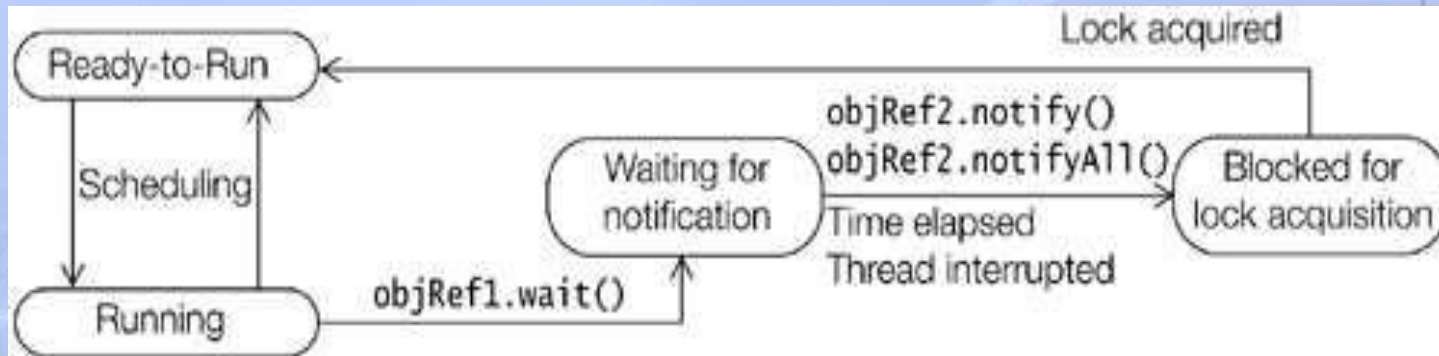 Lock acquired
Ready-to-Run
objRef2.notify()
objRef2.notifyAll()
Waiting for
notification
Blocked for
lock acquisition
Scheduling
Time elapsed
Thread interrupted
objRef1.wait()
Running